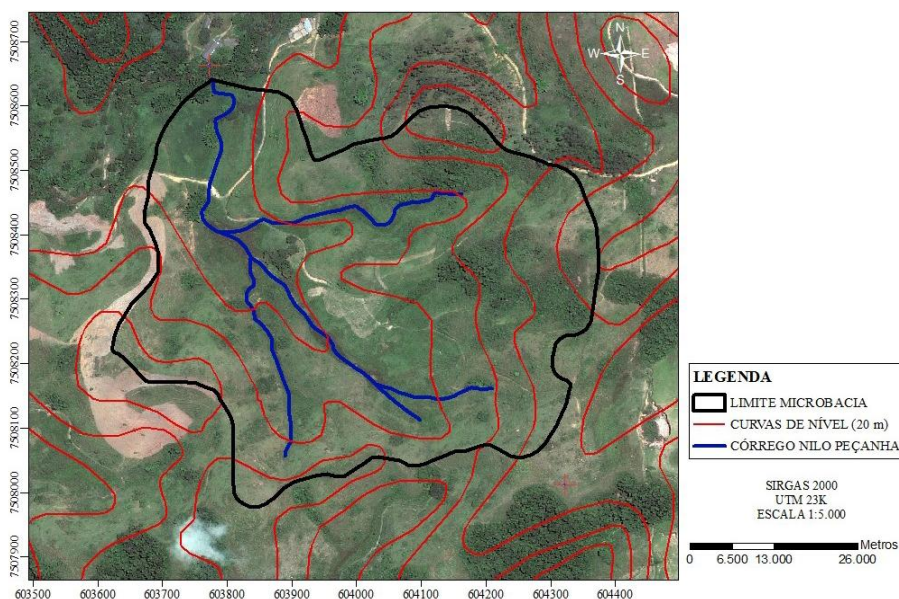 7508700
7508600
7508500
7508400
7508300
7508200
7508100
7508000
7507900
603500
603600
603700
603800
603900
604000
604100
604200
604300
604400
N
W E
S
LEGENDA
LIMITE MICROBACIA
CURVAS DE NÍVEL (20 m)
CÓRREGO NILO PEÇANHA
SIRGAS 2000
UTM 23K
ESCALA 1:5.000
Metros
0 6.500 13.000 26.000